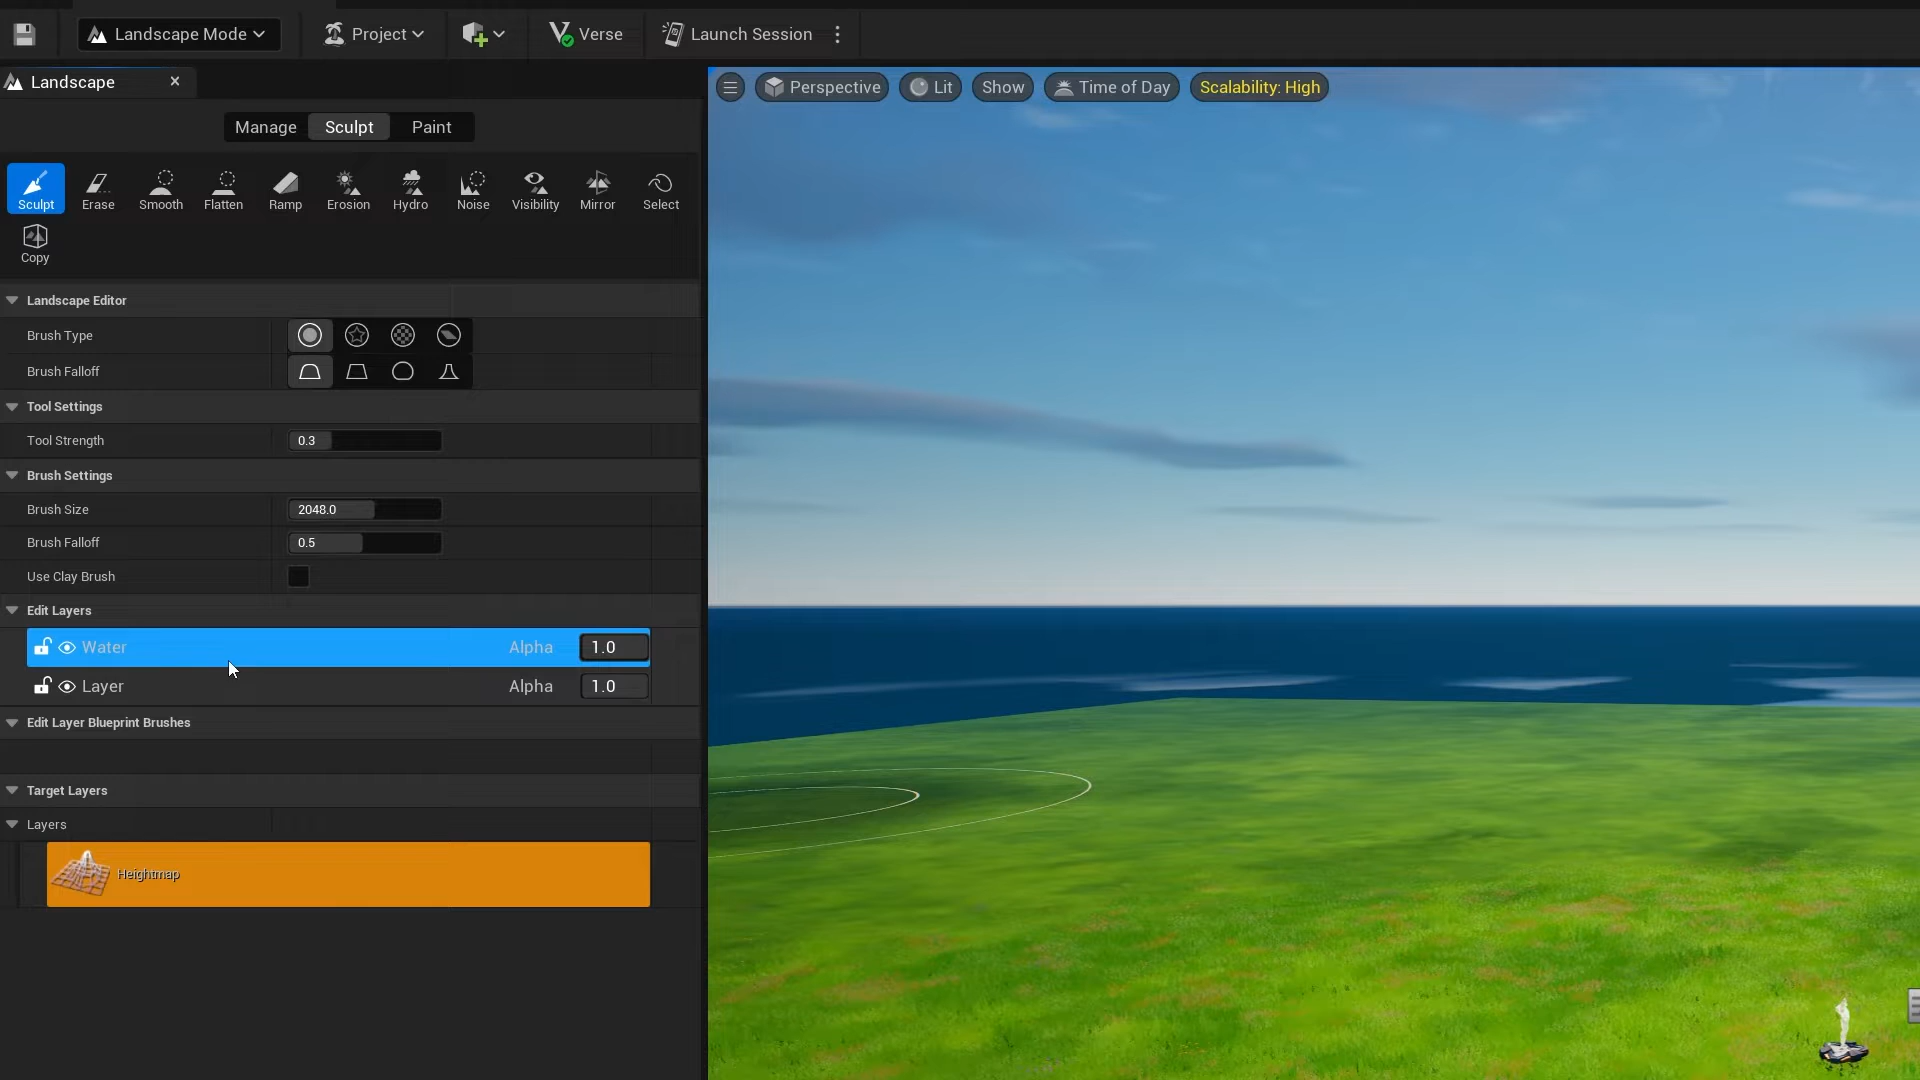 Landscape Mode
Project
Verse
Launch Session
Landscape
Perspective
Lit
Show
Time of Day
Scalability: High
Manage
Sculpt
Paint
Sculpt
Erase
Smooth
Flatten
Ramp
Erosion
Hydro
Noise
Visibility
Mirror
Select
Copy
Landscape Editor
Brush Type
Brush Falloff
Tool Settings
Tool Strength
0.3
Brush Settings
Brush Size
2048.0
Brush Falloff
0.5
Use Clay Brush
Edit Layers
Water
Alpha
1.0
Layer
Alpha
1.0
Edit Layer Blueprint Brushes
Target Layers
Layers
Heightmap